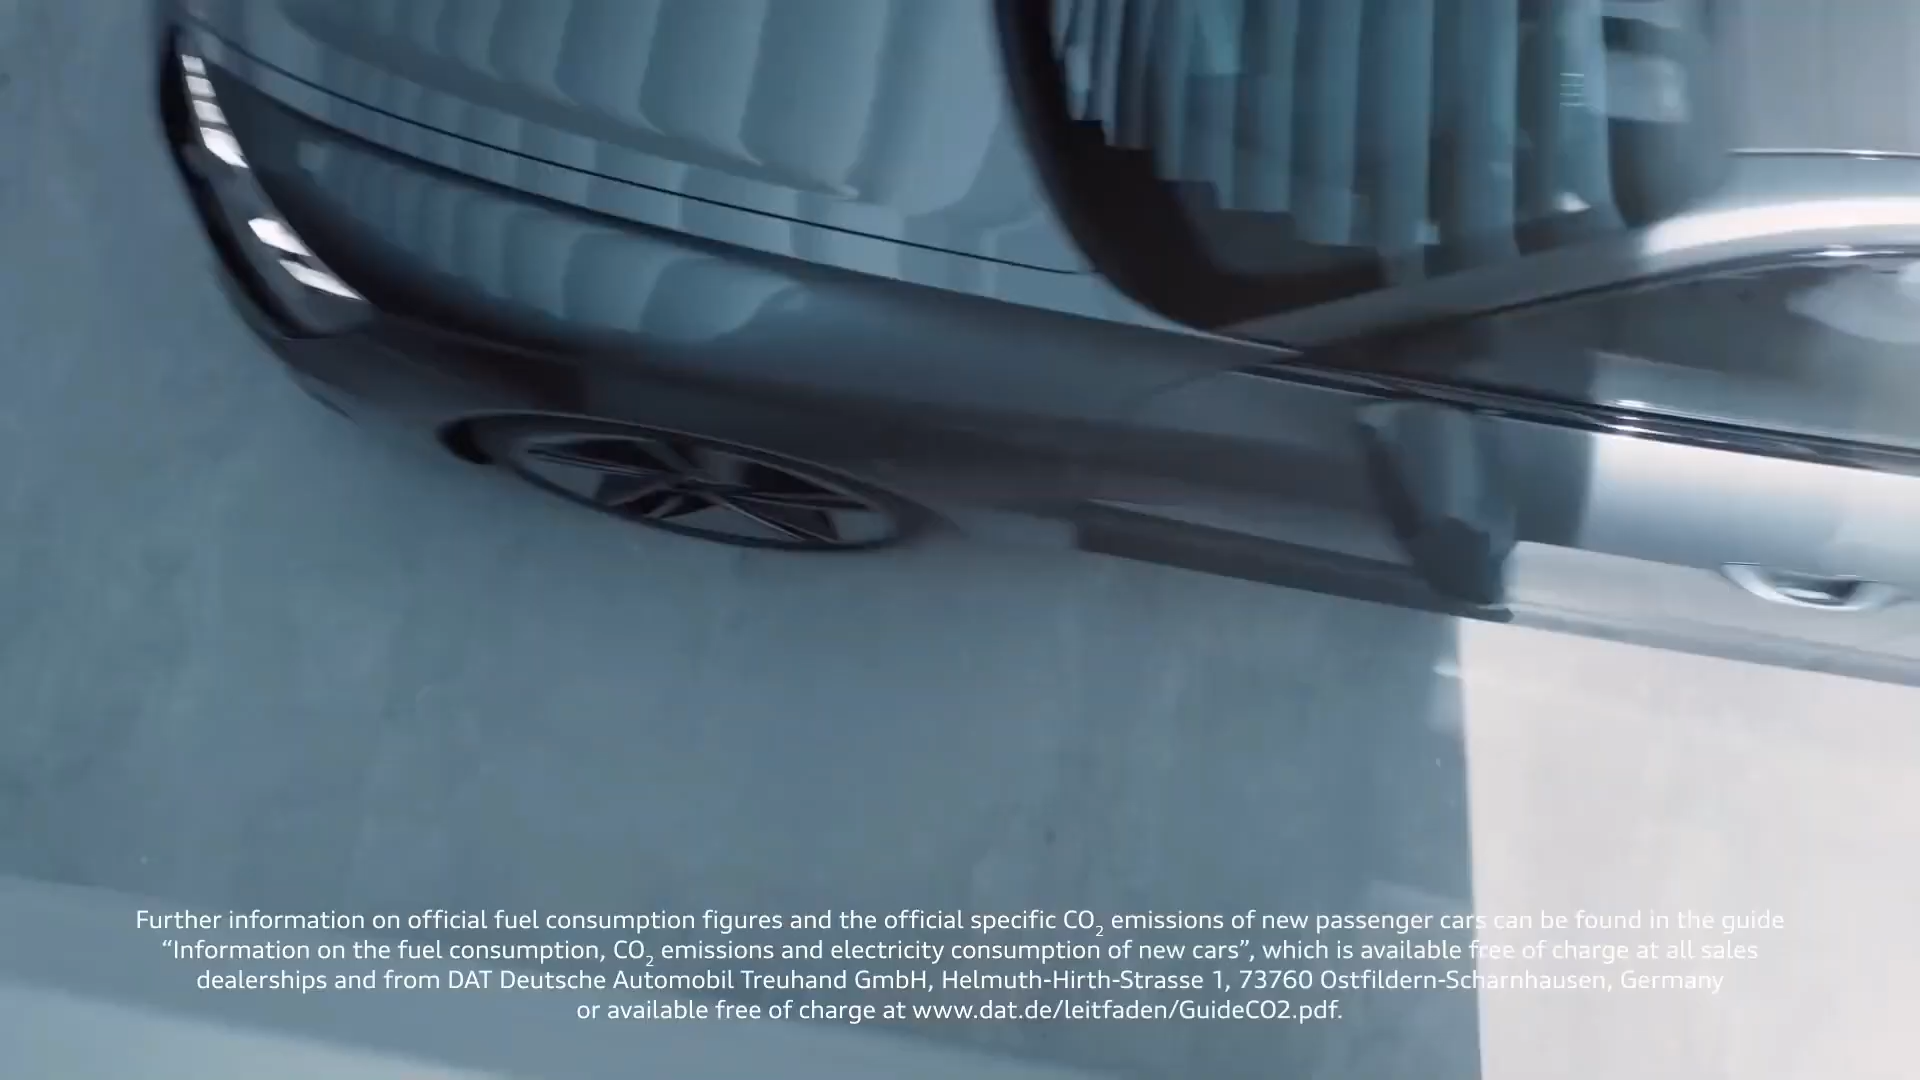 Further information on official fuel consumption figures and the official specific CO₂ emissions of new passenger cars can be found in the guide
“Information on the fuel consumption, CO₂ emissions and electricity consumption of new cars”, which is available free of charge at all sales
dealerships and from DAT Deutsche Automobil Treuhand GmbH, Helmuth-Hirth-Strasse 1, 73760 Ostfildern-Scharnhausen, Germany
or available free of charge at www.dat.de/leitfaden/GuideCO2.pdf.